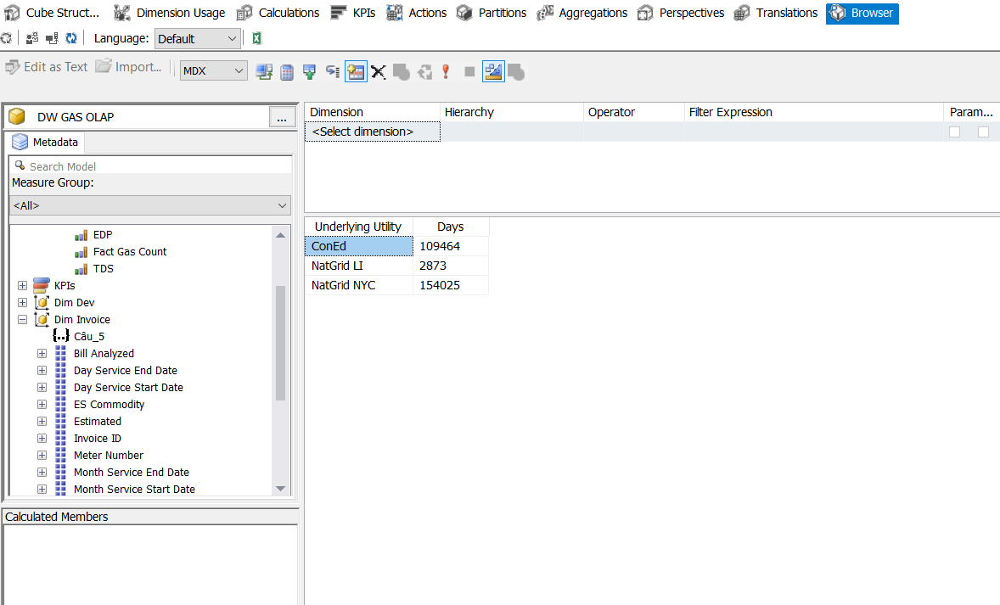 Cube Struct... Dimension Usage Calculations KPIs Actions Partitions Aggregations Perspectives Translations Browser
Language: Default
Edit as Text Import... MDX
DW GAS OLAP ...
Metadata
Search Model
Measure Group:
<All>
EDP
Fact Gas Count
TDS
KPIs
Dim Dev
Dim Invoice
Câu_5
Bill Analyzed
Day Service End Date
Day Service Start Date
ES Commodity
Estimated
Invoice ID
Meter Number
Month Service End Date
Month Service Start Date
Calculated Members
Dimension Hierarchy Operator Filter Expression Param...
<Select dimension>
Underlying Utility Days
ConEd 109464
NatGrid LI 2873
NatGrid NYC 154025